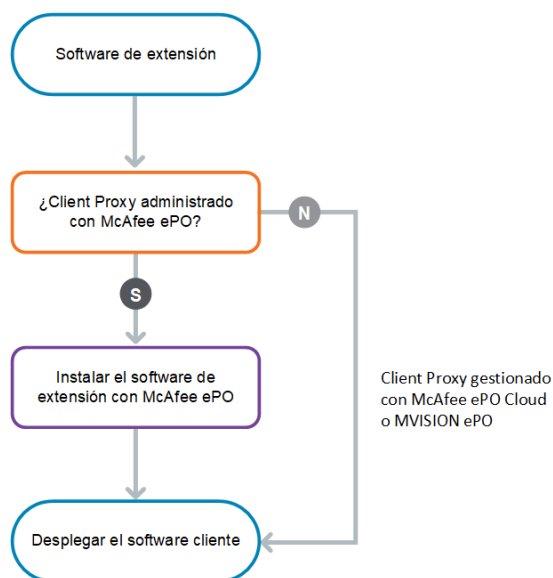 Software de extensión
¿Client Proxy administrado
con McAfee ePO?
N
S
Instalar el software de
extensión con McAfee ePO
Client Proxy gestionado
con McAfee ePO Cloud
o MVISION ePO
Desplegar el software cliente